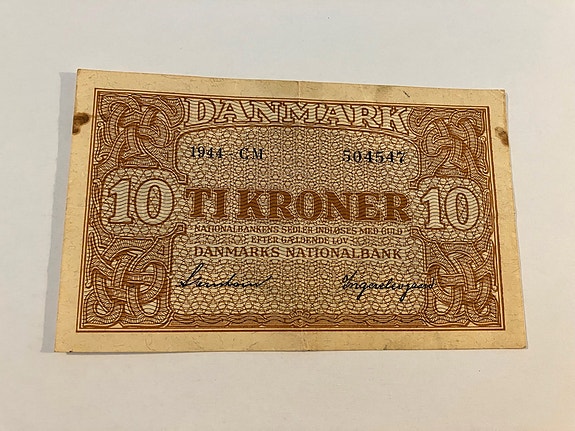 DANMARK
1944 - CM 504547
10 TI KRONER 10
NATIONALBANKENS SEDLER INDLØSES MED GULD
EFTER GÆLDENDE LOV
DANMARKS NATIONALBANK